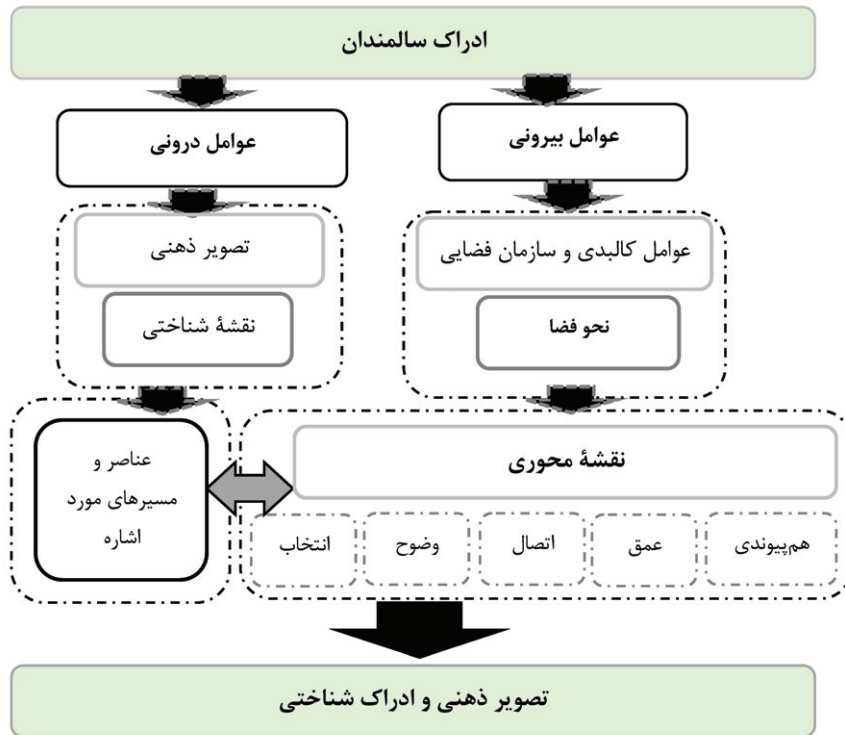 ادراک سالمندان
عوامل بیرونی
عوامل درونی
عوامل کالبدی و سازمان فضایی
نحو فضا
تصویر ذهنی
نقشهٔ شناختی
نقشهٔ محوری
هم‌پیوندی
عمق
اتصال
وضوح
انتخاب
عناصر و
مسیرهای مورد
اشاره
تصویر ذهنی و ادراک شناختی